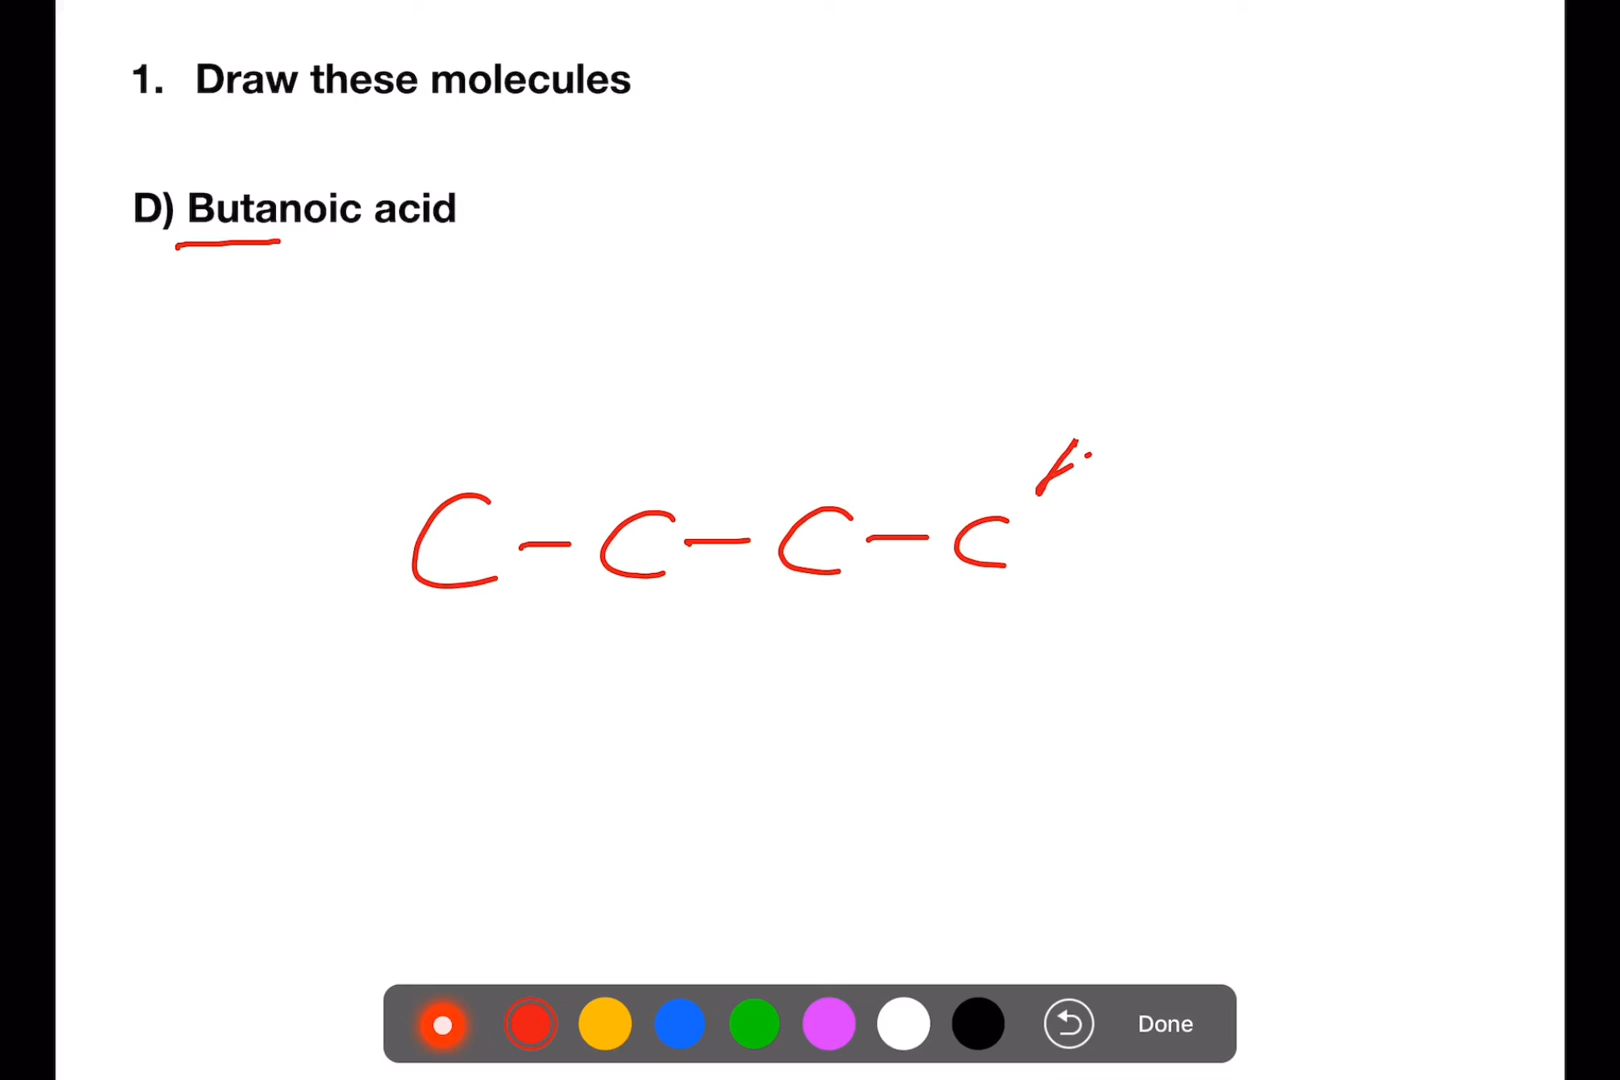 1. Draw these molecules
D) Butanoic acid
C - C - C - C
Done